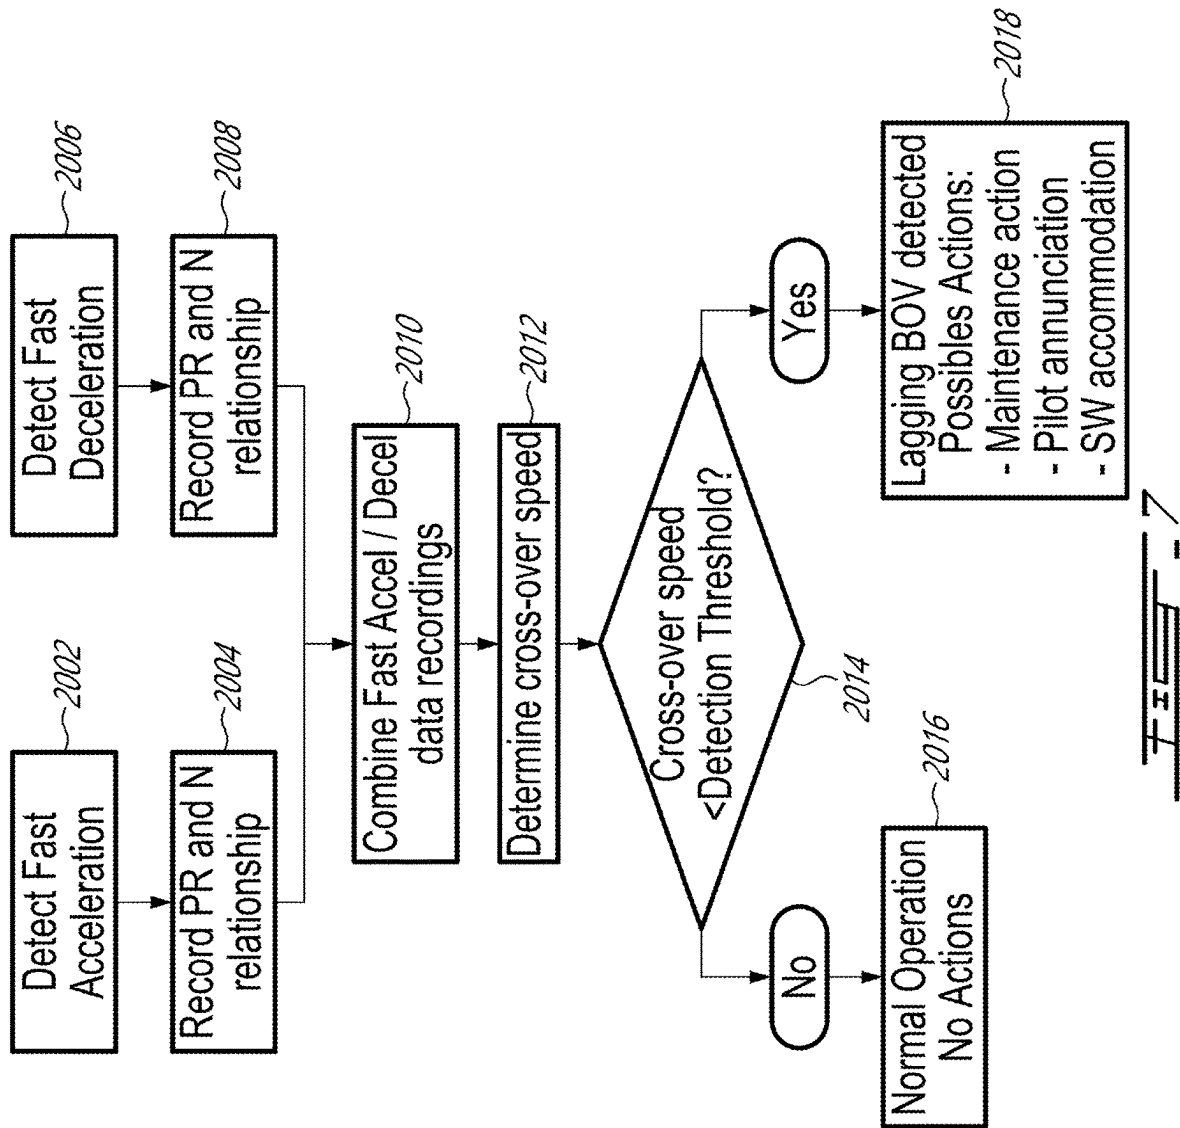 Detect Fast
Acceleration
2002
Detect Fast
Deceleration
2006
Record PR and N
relationship
2004
Record PR and N
relationship
2008
Combine Fast Accel / Decel
data recordings
2010
Determine cross-over speed
2012
Cross-over speed
<Detection Threshold?
2014
No
Yes
Normal Operation
No Actions
2016
Lagging BOV detected
Possibles Actions:
- Maintenance action
- Pilot annunciation
- SW accommodation
2018
FIG-7